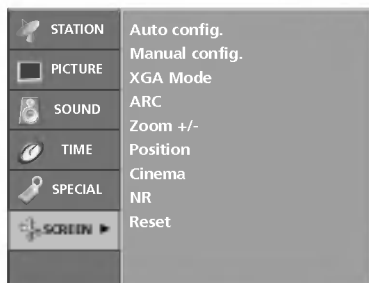 STATION
PICTURE
SOUND
TIME
SPECIAL
SCREEN
Auto config.
Manual config.
XGA Mode
ARC
Zoom +/-
Position
Cinema
NR
Reset